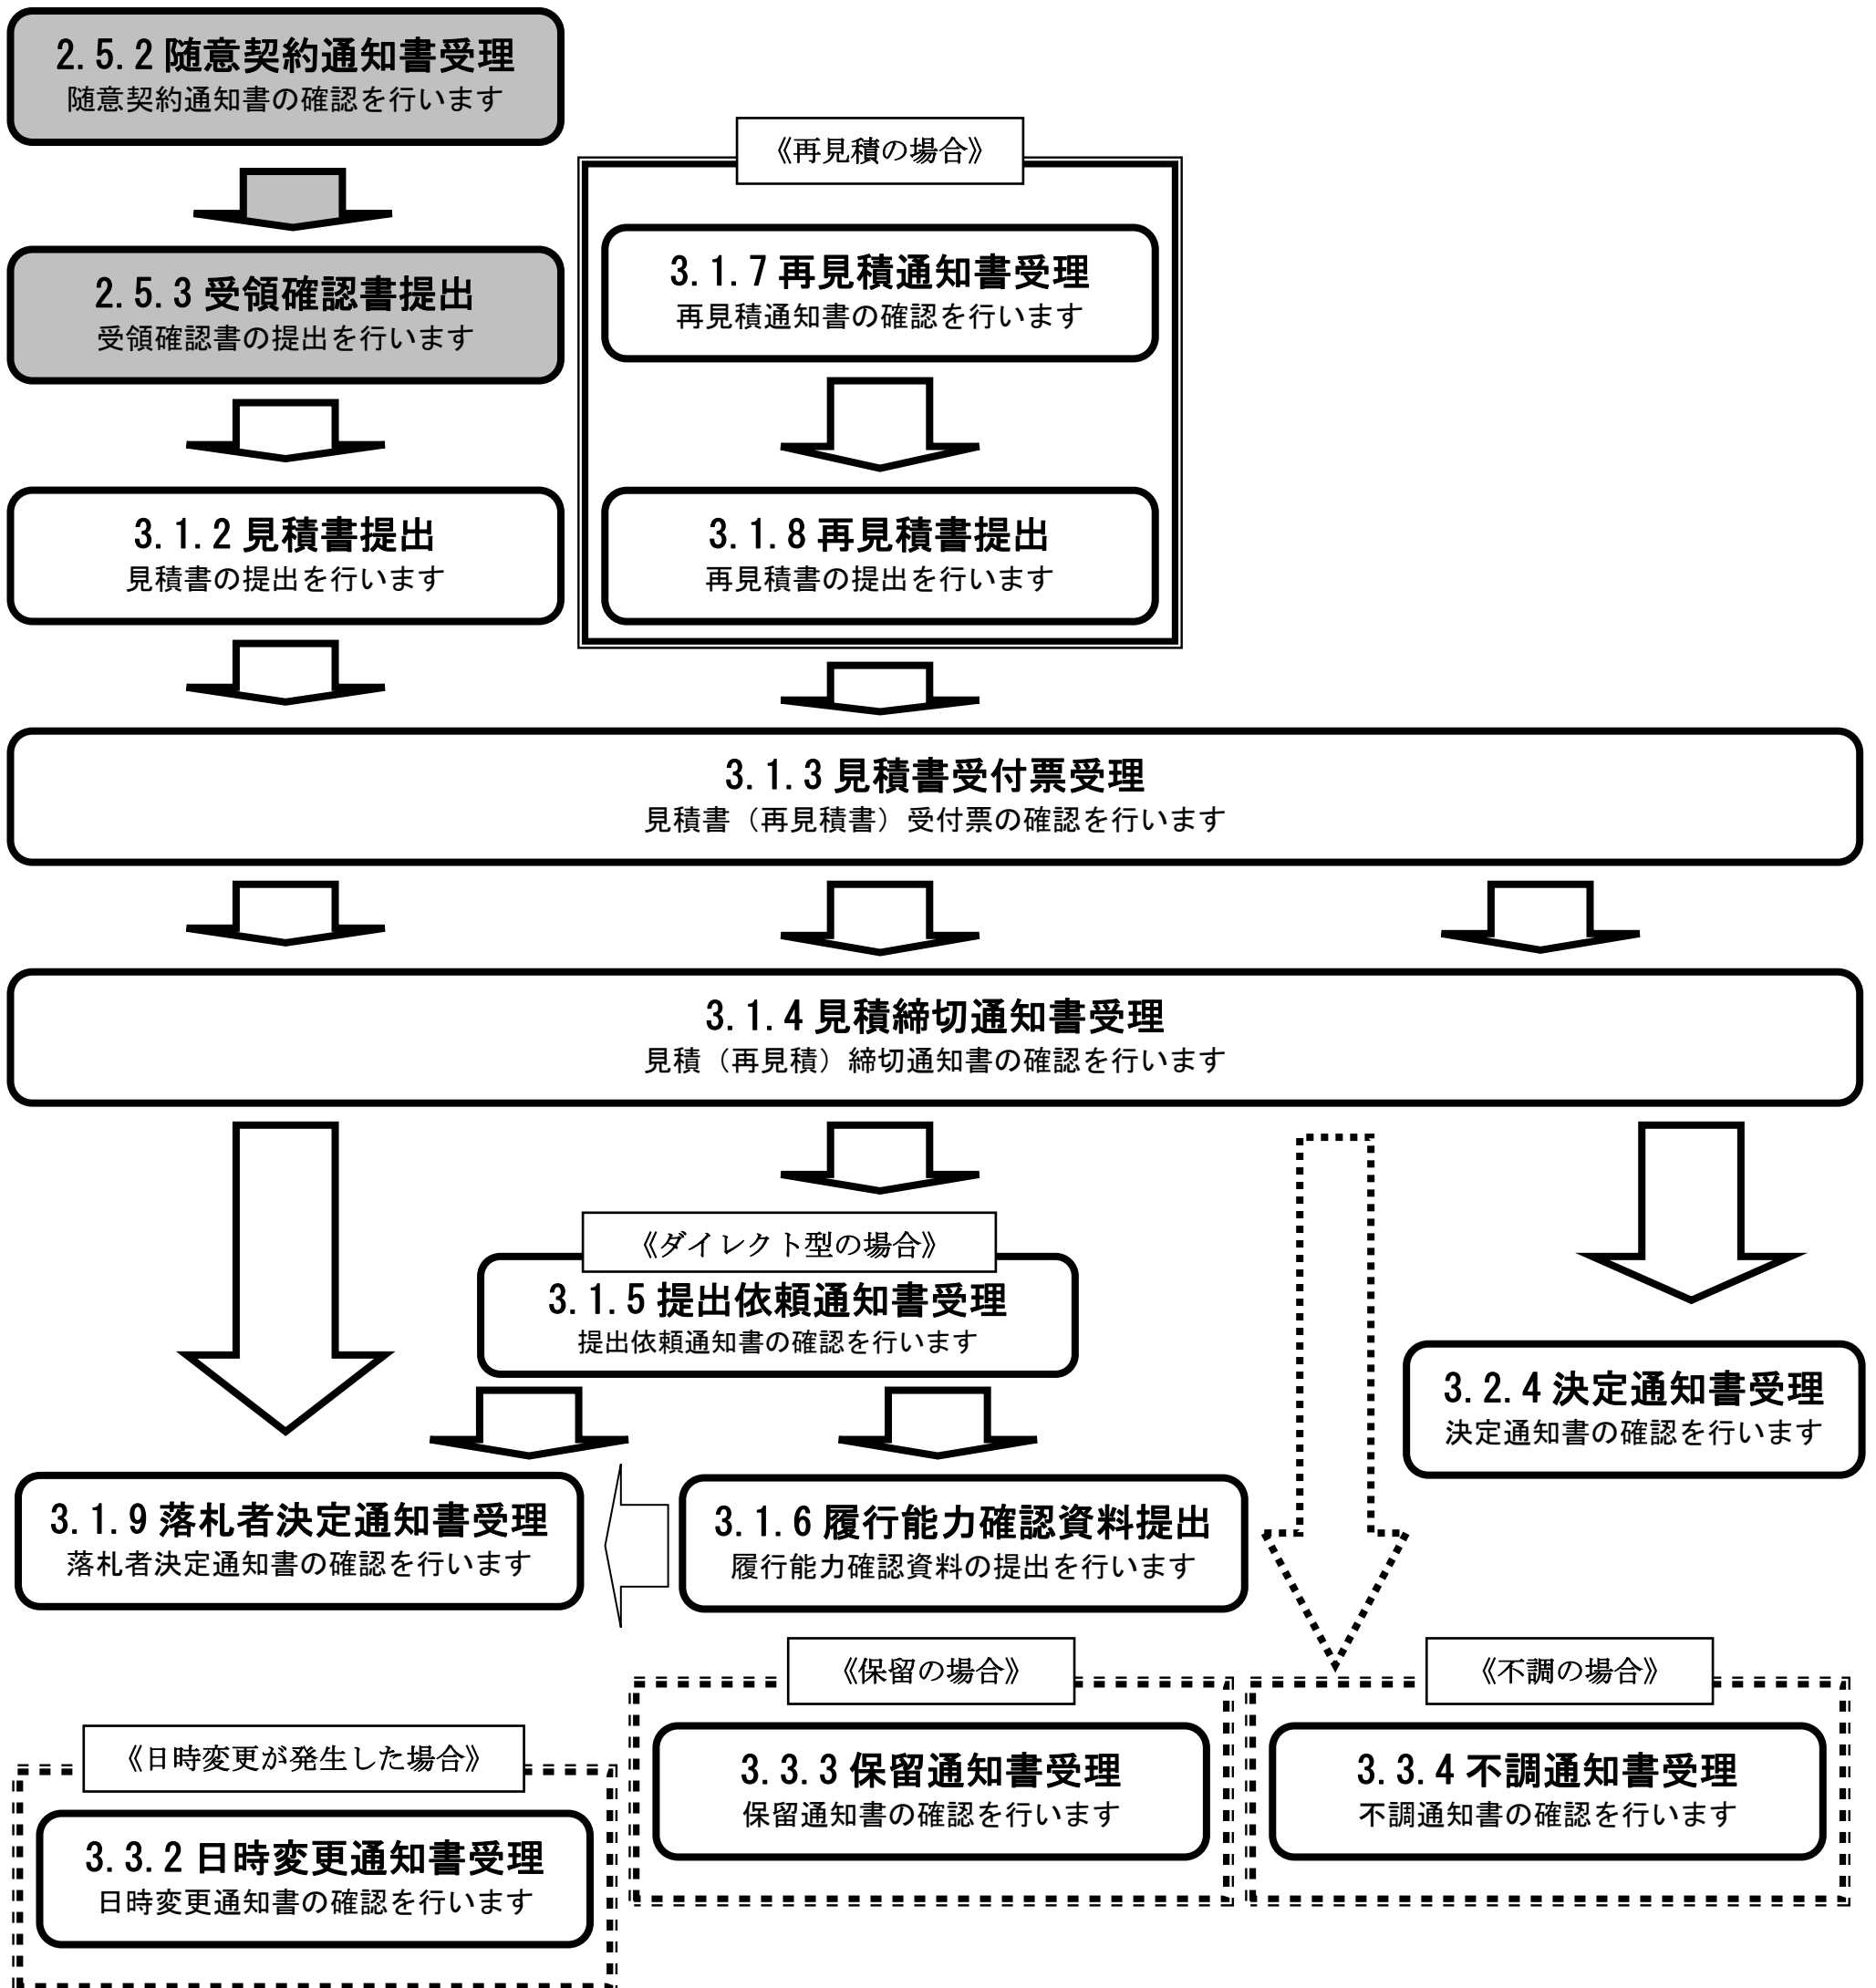 2.5.2 随意契約通知書受理
随意契約通知書の確認を行います
2.5.3 受領確認書提出
受領確認書の提出を行います
3.1.2 見積書提出
見積書の提出を行います
《再見積の場合》
3.1.7 再見積通知書受理
再見積通知書の確認を行います
3.1.8 再見積書提出
再見積書の提出を行います
3.1.3 見積書受付票受理
見積書（再見積書）受付票の確認を行います
3.1.4 見積締切通知書受理
見積（再見積）締切通知書の確認を行います
《ダイレクト型の場合》
3.1.5 提出依頼通知書受理
提出依頼通知書の確認を行います
3.2.4 決定通知書受理
決定通知書の確認を行います
3.1.9 落札者決定通知書受理
落札者決定通知書の確認を行います
3.1.6 履行能力確認資料提出
履行能力確認資料の提出を行います
《日時変更が発生した場合》
3.3.2 日時変更通知書受理
日時変更通知書の確認を行います
《保留の場合》
3.3.3 保留通知書受理
保留通知書の確認を行います
《不調の場合》
3.3.4 不調通知書受理
不調通知書の確認を行います